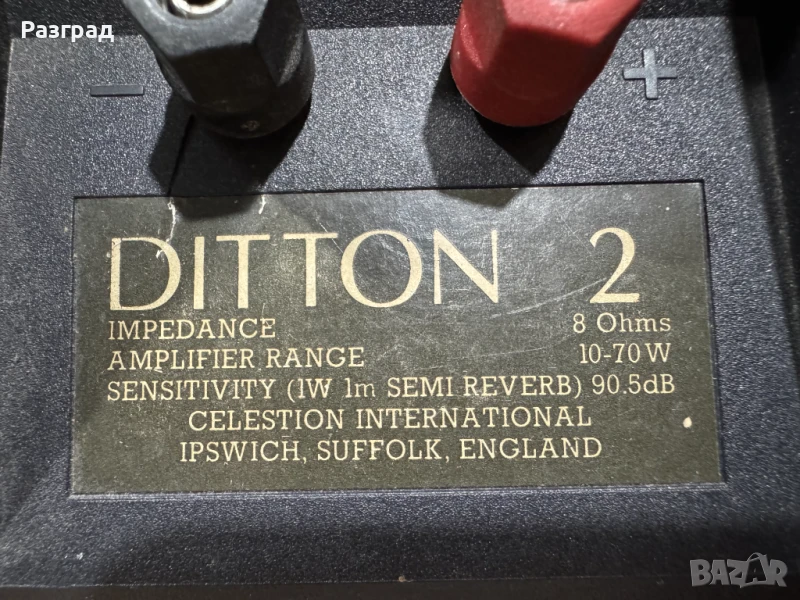 Разград
− +
DITTON 2
IMPEDANCE 8 Ohms
AMPLIFIER RANGE 10-70 W
SENSITIVITY (1W 1m SEMI REVERB) 90.5dB
CELESTION INTERNATIONAL
IPSWICH, SUFFOLK, ENGLAND
BAZAR